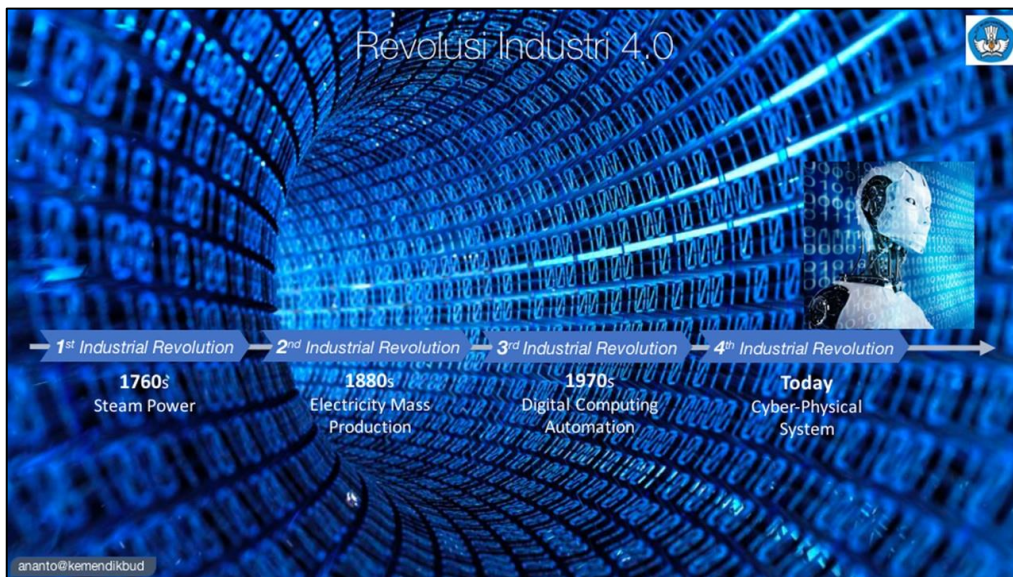 Revolusi Industri 4.0
1st Industrial Revolution
2nd Industrial Revolution
3rd Industrial Revolution
4th Industrial Revolution
1760s
Steam Power
1880s
Electricity Mass
Production
1970s
Digital Computing
Automation
Today
Cyber-Physical
System
ananto@kemendikbud